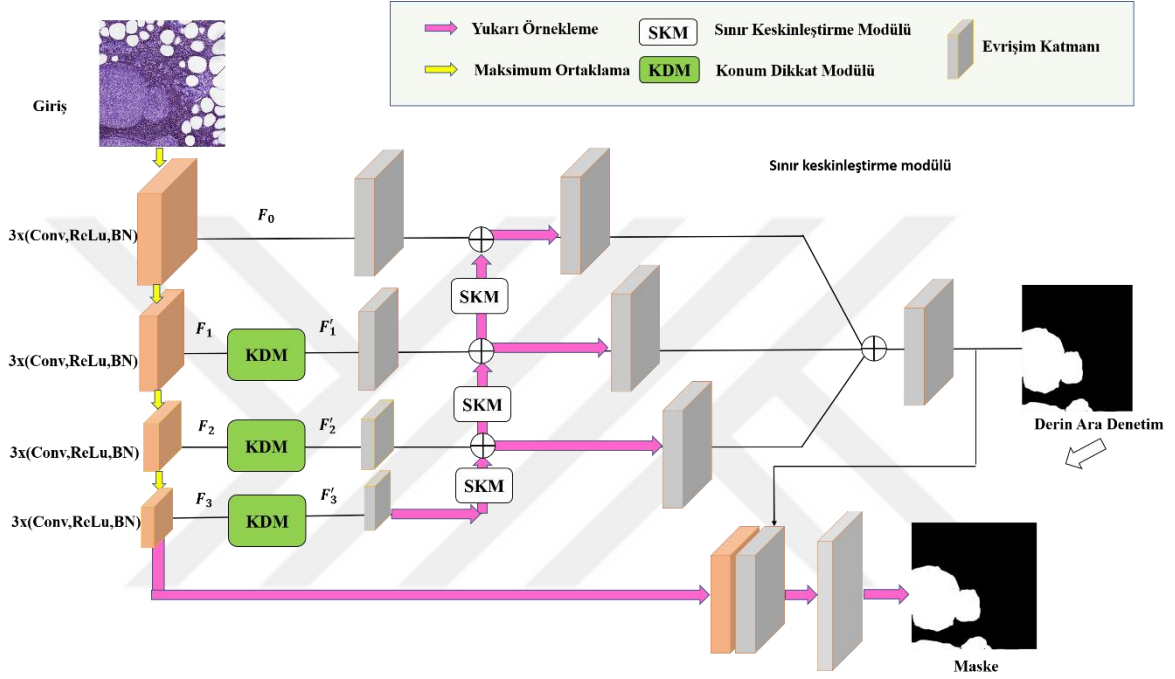 Yukarı Örnekleme
SKM
Sınır Keskinleştirme Modülü
Evrişim Katmanı
Maksimum Ortaklama
KDM
Konum Dikkat Modülü
Giriş
Sınır keskinleştirme modülü
3x(Conv,ReLu,BN)
F₀
SKM
3x(Conv,ReLu,BN)
F₁
KDM
F′₁
SKM
Derin Ara Denetim
3x(Conv,ReLu,BN)
F₂
KDM
F′₂
SKM
3x(Conv,ReLu,BN)
F₃
KDM
F′₃
Maske